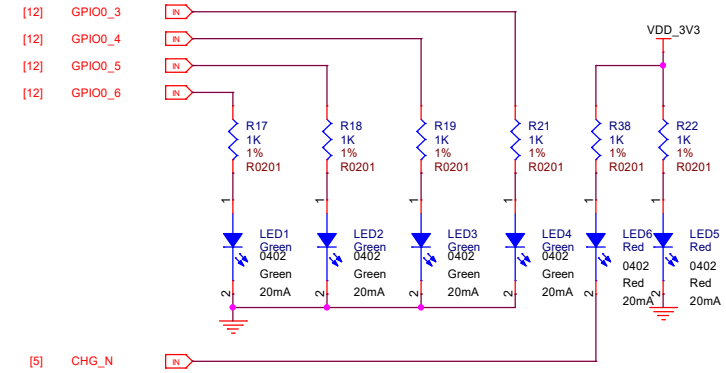 [12] GPIO0_3 IN
[12] GPIO0_4 IN
VDD_3V3
[12] GPIO0_5 IN
[12] GPIO0_6 IN
R17 R18 R19 R21 R38 R22
1K 1K 1K 1K 1K 1K
1% 1% 1% 1% 1% 1%
R0201 R0201 R0201 R0201 R0201 R0201
1 1 1 1 1 1
LED1 LED2 LED3 LED4 LED6 LED5
Green Green Green Green Red Red
0402 0402 0402 0402 0402 0402
Green Green Green Green Red Red
20mA 20mA 20mA 20mA 20mA 20mA
2 2 2 2 2 2
[5] CHG_N IN